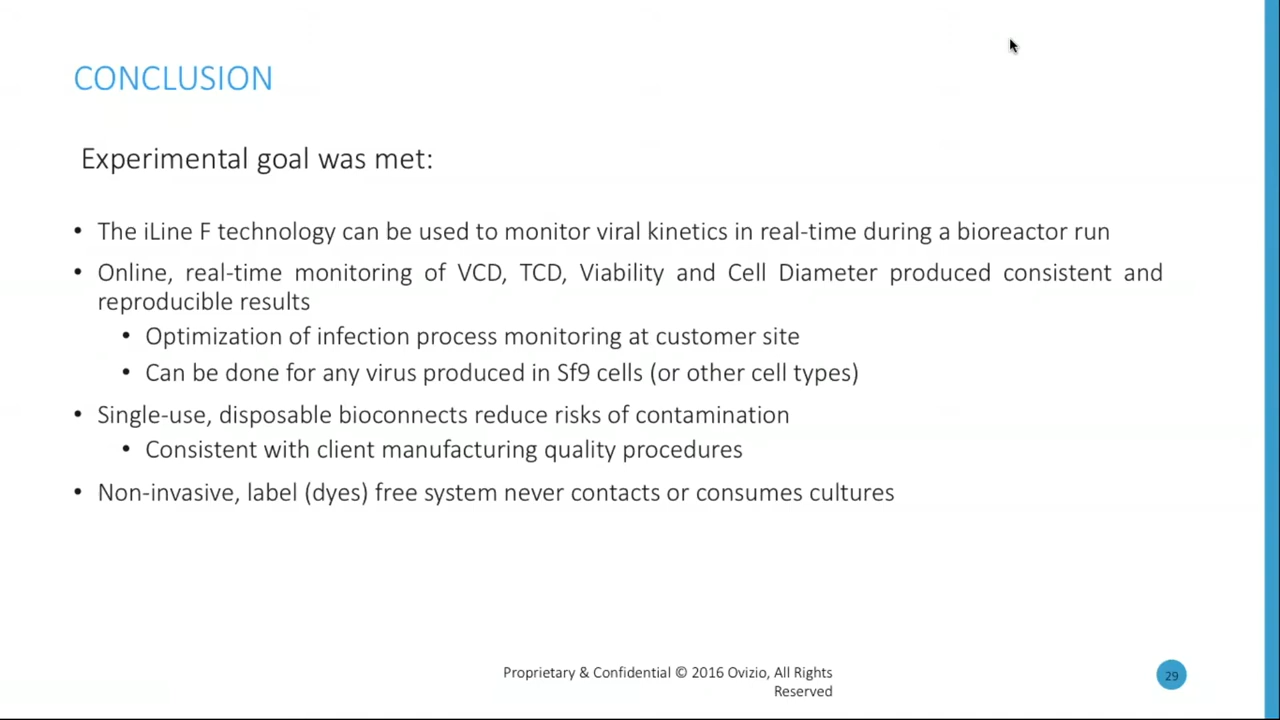 CONCLUSION
Experimental goal was met:
• The iLine F technology can be used to monitor viral kinetics in real-time during a bioreactor run
• Online, real-time monitoring of VCD, TCD, Viability and Cell Diameter produced consistent and
reproducible results
• Optimization of infection process monitoring at customer site
• Can be done for any virus produced in Sf9 cells (or other cell types)
• Single-use, disposable bioconnects reduce risks of contamination
• Consistent with client manufacturing quality procedures
• Non-invasive, label (dyes) free system never contacts or consumes cultures
Proprietary & Confidential © 2016 Ovizio, All Rights
Reserved
29